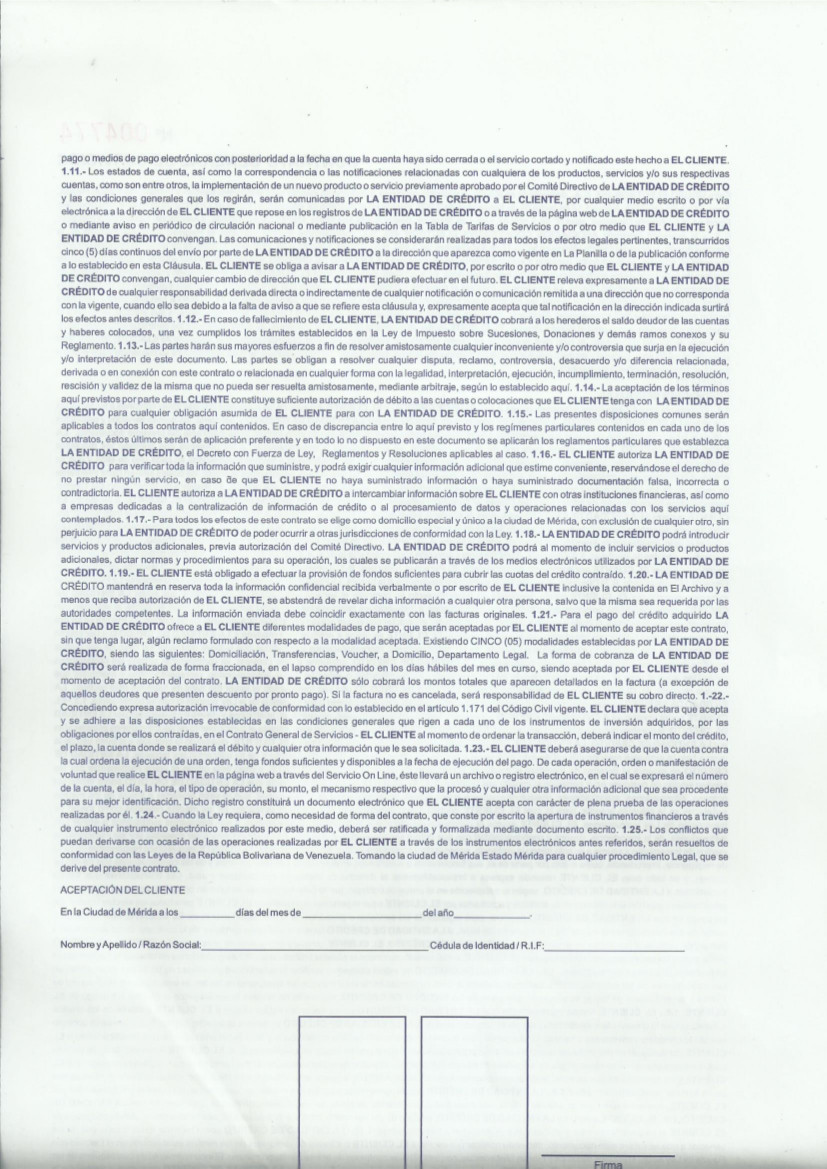 pago o medios de pago electrónicos con posterioridad a la fecha en que la cuenta haya sido cerrada o el servicio cortado y notificado este hecho a EL CLIENTE.
1.11.- Los estados de cuenta, así como la correspondencia o las notificaciones relacionadas con cualquiera de los productos, servicios y/o sus respectivas
cuentas, como son entre otros, la implementación de un nuevo producto o servicio previamente aprobado por el Comité Directivo de LA ENTIDAD DE CRÉDITO
y las condiciones generales que los regirán, serán comunicadas por LA ENTIDAD DE CRÉDITO a EL CLIENTE, por cualquier medio escrito o por vía
electrónica a la dirección de EL CLIENTE que repose en los registros de LA ENTIDAD DE CRÉDITO o a través de la página web de LA ENTIDAD DE CRÉDITO
o mediante aviso en periódico de circulación nacional o mediante publicación en la Tabla de Tarifas de Servicios o por otro medio que EL CLIENTE y LA
ENTIDAD DE CRÉDITO convengan. Las comunicaciones y notificaciones se considerarán realizadas para todos los efectos legales pertinentes, transcurridos
cinco (5) días continuos del envío por parte de LA ENTIDAD DE CRÉDITO a la dirección que aparezca como vigente en La Planilla o de la publicación conforme
a lo establecido en esta Cláusula. EL CLIENTE se obliga a avisar a LA ENTIDAD DE CRÉDITO, por escrito o por otro medio que EL CLIENTE y LA ENTIDAD
DE CRÉDITO convengan, cualquier cambio de dirección que EL CLIENTE pudiera efectuar en el futuro. EL CLIENTE releva expresamente a LA ENTIDAD DE
CRÉDITO de cualquier responsabilidad derivada directa o indirectamente de cualquier notificación o comunicación remitida a una dirección que no corresponda
con la vigente, cuando ello sea debido a la falta de aviso a que se refiere esta cláusula y, expresamente acepta que tal notificación en la dirección indicada surtirá
los efectos antes descritos. 1.12.- En caso de fallecimiento de EL CLIENTE, LA ENTIDAD DE CRÉDITO cobrará a los herederos el saldo deudor de las cuentas
y haberes colocados, una vez cumplidos los trámites establecidos en la Ley de Impuesto sobre Sucesiones, Donaciones y demás ramos conexos y su
Reglamento. 1.13.- Las partes harán sus mayores esfuerzos a fin de resolver amistosamente cualquier inconveniente y/o controversia que surja en la ejecución
y/o interpretación de este documento. Las partes se obligan a resolver cualquier disputa, reclamo, controversia, desacuerdo y/o diferencia relacionada,
derivada o en conexión con este contrato o relacionada en cualquier forma con la legalidad, interpretación, ejecución, incumplimiento, terminación, resolución,
rescisión y validez de la misma que no pueda ser resuelta amistosamente, mediante arbitraje, según lo establecido aquí. 1.14.- La aceptación de los términos
aquí previstos por parte de EL CLIENTE constituye suficiente autorización de débito a las cuentas o colocaciones que EL CLIENTE tenga con LA ENTIDAD DE
CRÉDITO para cualquier obligación asumida de EL CLIENTE para con LA ENTIDAD DE CRÉDITO. 1.15.- Las presentes disposiciones comunes serán
aplicables a todos los contratos aquí contenidos. En caso de discrepancia entre lo aquí previsto y los regímenes particulares contenidos en cada uno de los
contratos, éstos últimos serán de aplicación preferente y en todo lo no dispuesto en este documento se aplicarán los reglamentos particulares que establezca
LA ENTIDAD DE CRÉDITO, el Decreto con Fuerza de Ley, Reglamentos y Resoluciones aplicables al caso. 1.16.- EL CLIENTE autoriza LA ENTIDAD DE
CRÉDITO para verificar toda la información que suministre, y podrá exigir cualquier información adicional que estime conveniente, reservándose el derecho de
no prestar ningún servicio, en caso de que EL CLIENTE no haya suministrado información o haya suministrado documentación falsa, incorrecta o
contradictoria. EL CLIENTE autoriza a LA ENTIDAD DE CRÉDITO a intercambiar información sobre EL CLIENTE con otras instituciones financieras, así como
a empresas dedicadas a la centralización de información de crédito o al procesamiento de datos y operaciones relacionadas con los servicios aquí
contemplados. 1.17.- Para todos los efectos de este contrato se elige como domicilio especial y único a la ciudad de Mérida, con exclusión de cualquier otro, sin
perjuicio para LA ENTIDAD DE CRÉDITO de poder ocurrir a otras jurisdicciones de conformidad con la Ley. 1.18.- LA ENTIDAD DE CRÉDITO podrá introducir
servicios y productos adicionales, previa autorización del Comité Directivo. LA ENTIDAD DE CRÉDITO podrá al momento de incluir servicios o productos
adicionales, dictar normas y procedimientos para su operación, los cuales se publicarán a través de los medios electrónicos utilizados por LA ENTIDAD DE
CRÉDITO. 1.19.- EL CLIENTE está obligado a efectuar la provisión de fondos suficientes para cubrir las cuotas del crédito contraído. 1.20.- LA ENTIDAD DE
CRÉDITO mantendrá en reserva toda la información confidencial recibida verbalmente o por escrito de EL CLIENTE inclusive la contenida en El Archivo y a
menos que reciba autorización de EL CLIENTE, se abstendrá de revelar dicha información a cualquier otra persona, salvo que la misma sea requerida por las
autoridades competentes. La información enviada debe coincidir exactamente con las facturas originales. 1.21.- Para el pago del crédito adquirido LA
ENTIDAD DE CRÉDITO ofrece a EL CLIENTE diferentes modalidades de pago, que serán aceptadas por EL CLIENTE al momento de aceptar este contrato,
sin que tenga lugar, algún reclamo formulado con respecto a la modalidad aceptada. Existiendo CINCO (05) modalidades establecidas por LA ENTIDAD DE
CRÉDITO, siendo las siguientes: Domiciliación, Transferencias, Voucher, a Domicilio, Departamento Legal. La forma de cobranza de LA ENTIDAD DE
CRÉDITO será realizada de forma fraccionada, en el lapso comprendido en los días hábiles del mes en curso, siendo aceptada por EL CLIENTE desde el
momento de aceptación del contrato. LA ENTIDAD DE CRÉDITO sólo cobrará los montos totales que aparecen detallados en la factura (a excepción de
aquellos deudores que presenten descuento por pronto pago). Si la factura no es cancelada, será responsabilidad de EL CLIENTE su cobro directo. 1.-22.-
Concediendo expresa autorización irrevocable de conformidad con lo establecido en el artículo 1.171 del Código Civil vigente. EL CLIENTE declara que acepta
y se adhiere a las disposiciones establecidas en las condiciones generales que rigen a cada uno de los instrumentos de inversión adquiridos, por las
obligaciones por ellos contraídas, en el Contrato General de Servicios - EL CLIENTE al momento de ordenar la transacción, deberá indicar el monto del crédito,
el plazo, la cuenta donde se realizará el débito y cualquier otra información que le sea solicitada. 1.23.- EL CLIENTE deberá asegurarse de que la cuenta contra
la cual ordena la ejecución de una orden, tenga fondos suficientes y disponibles a la fecha de ejecución del pago. De cada operación, orden o manifestación de
voluntad que realice EL CLIENTE en la página web a través del Servicio On Line, éste llevará un archivo o registro electrónico, en el cual se expresará el número
de la cuenta, el día, la hora, el tipo de operación, su monto, el mecanismo respectivo que la procesó y cualquier otra información adicional que sea procedente
para su mejor identificación. Dicho registro constituirá un documento electrónico que EL CLIENTE acepta con carácter de plena prueba de las operaciones
realizadas por él. 1.24.- Cuando la Ley requiera, como necesidad de forma del contrato, que conste por escrito la apertura de instrumentos financieros a través
de cualquier instrumento electrónico realizados por este medio, deberá ser ratificada y formalizada mediante documento escrito. 1.25.- Los conflictos que
puedan derivarse con ocasión de las operaciones realizadas por EL CLIENTE a través de los instrumentos electrónicos antes referidos, serán resueltos de
conformidad con las Leyes de la República Bolivariana de Venezuela. Tomando la ciudad de Mérida Estado Mérida para cualquier procedimiento Legal, que se
derive del presente contrato.
ACEPTACIÓN DEL CLIENTE
En la Ciudad de Mérida a los __________ días del mes de ______________________ del año______________.
Nombre y Apellido / Razón Social:__________________________________________ Cédula de Identidad / R.I.F:__________________________
Firma